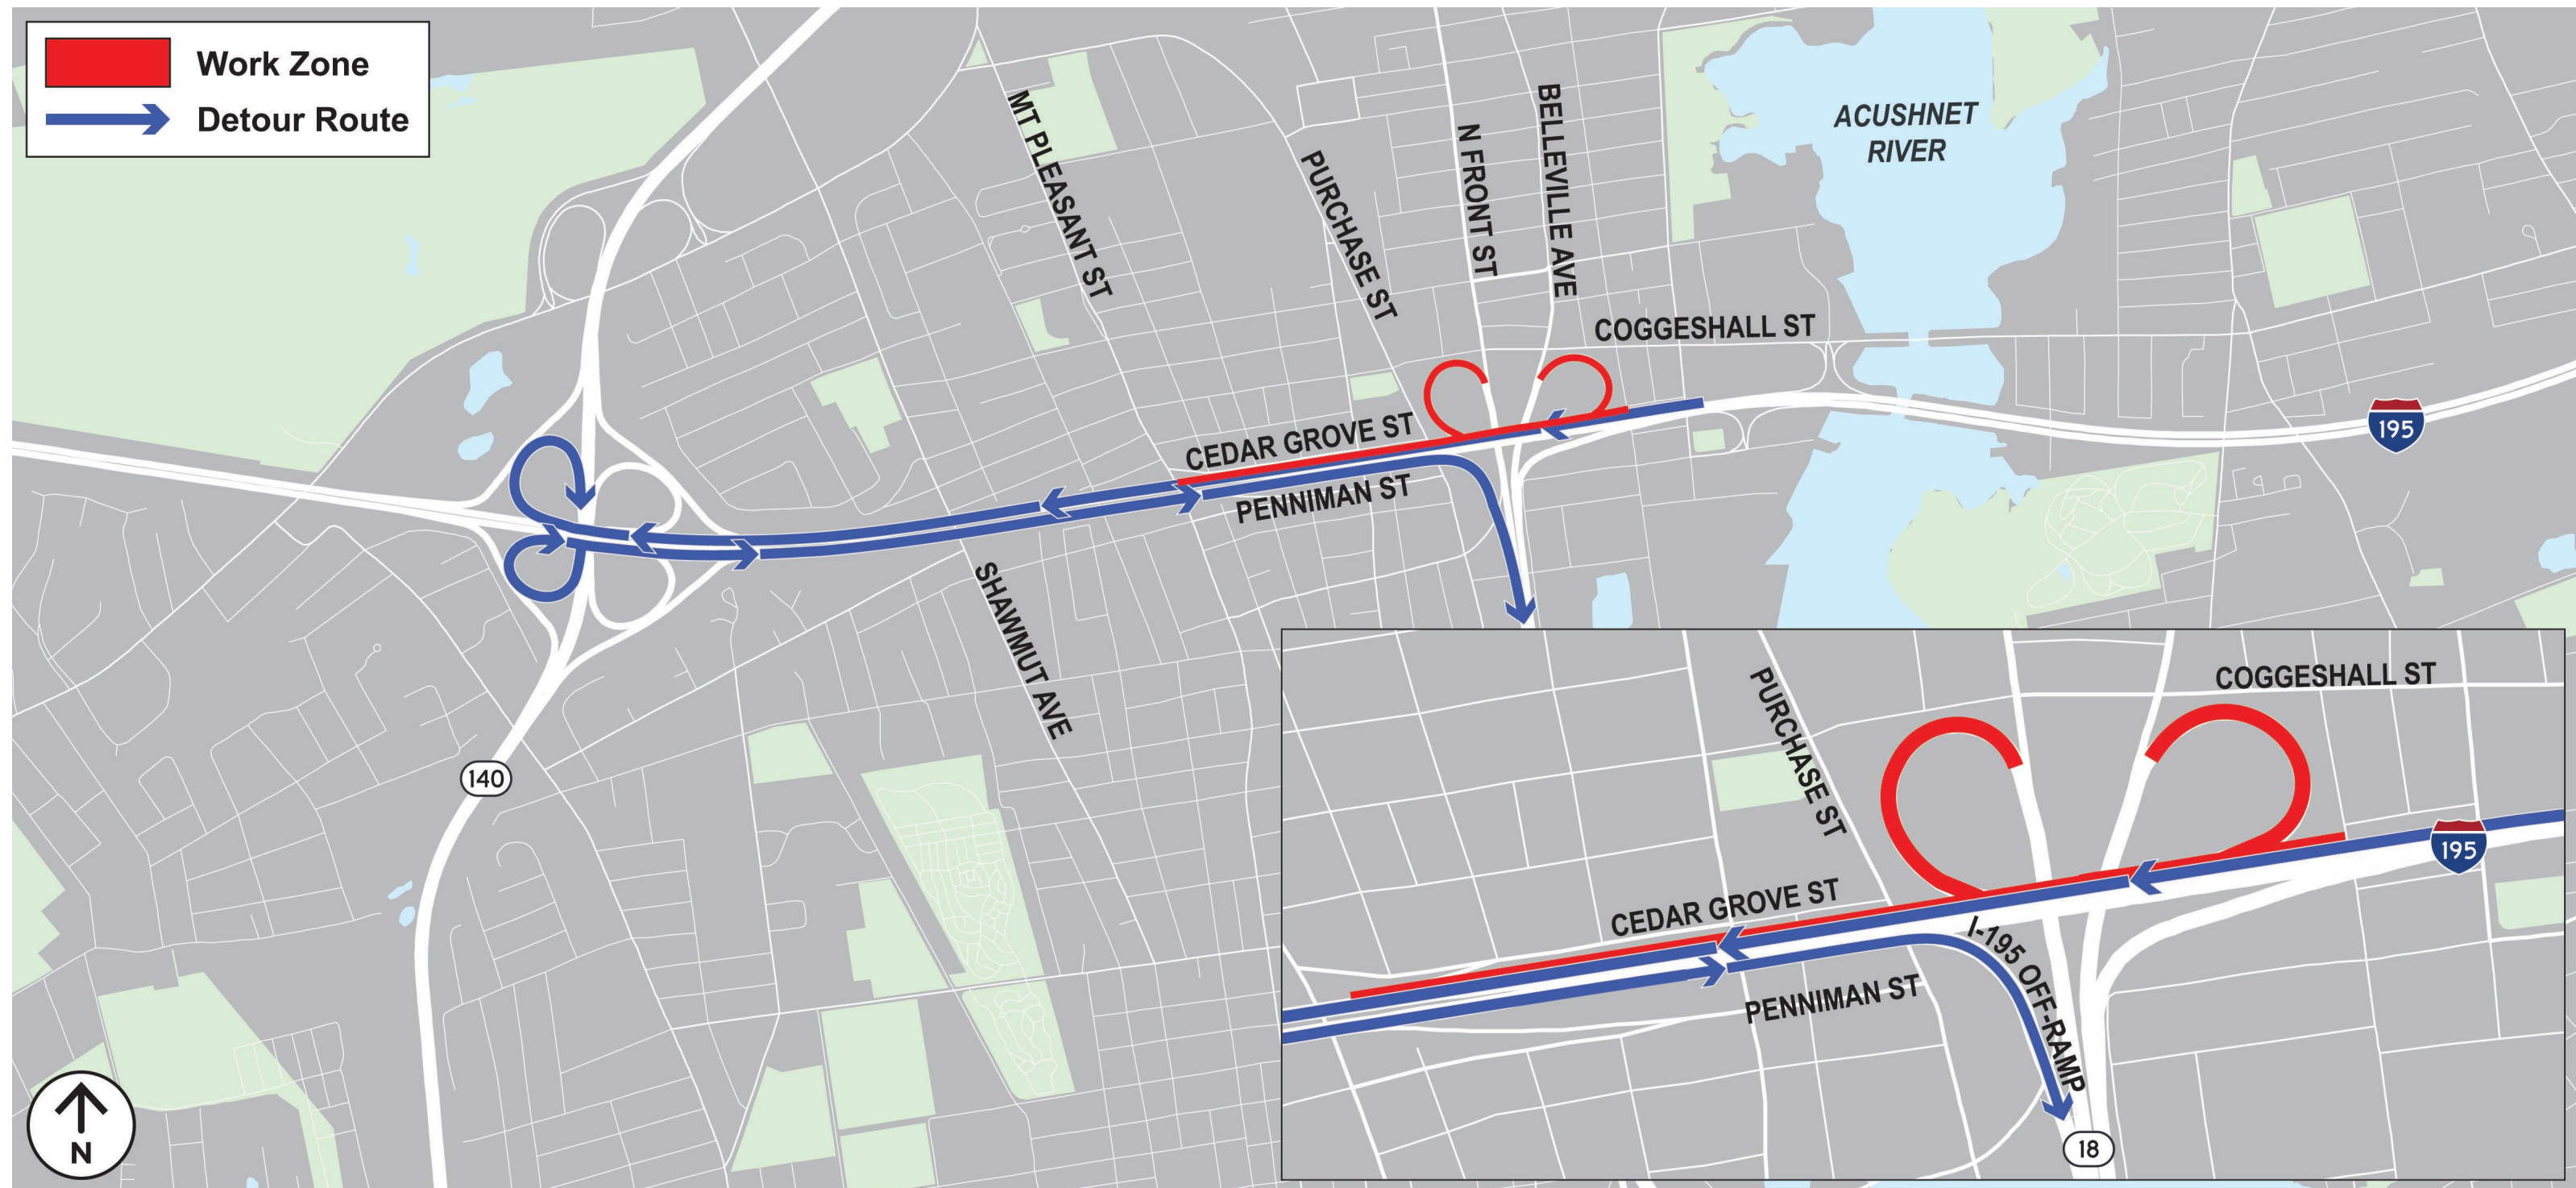 Work Zone
Detour Route
MT PLEASANT ST
PURCHASE ST
N FRONT ST
BELLEVILLE AVE
ACUSHNET
RIVER
COGGESHALL ST
195
CEDAR GROVE ST
PENNIMAN ST
SHAWMUT AVE
140
N
COGGESHALL ST
PURCHASE ST
195
CEDAR GROVE ST
I-195 OFF-RAMP
PENNIMAN ST
18